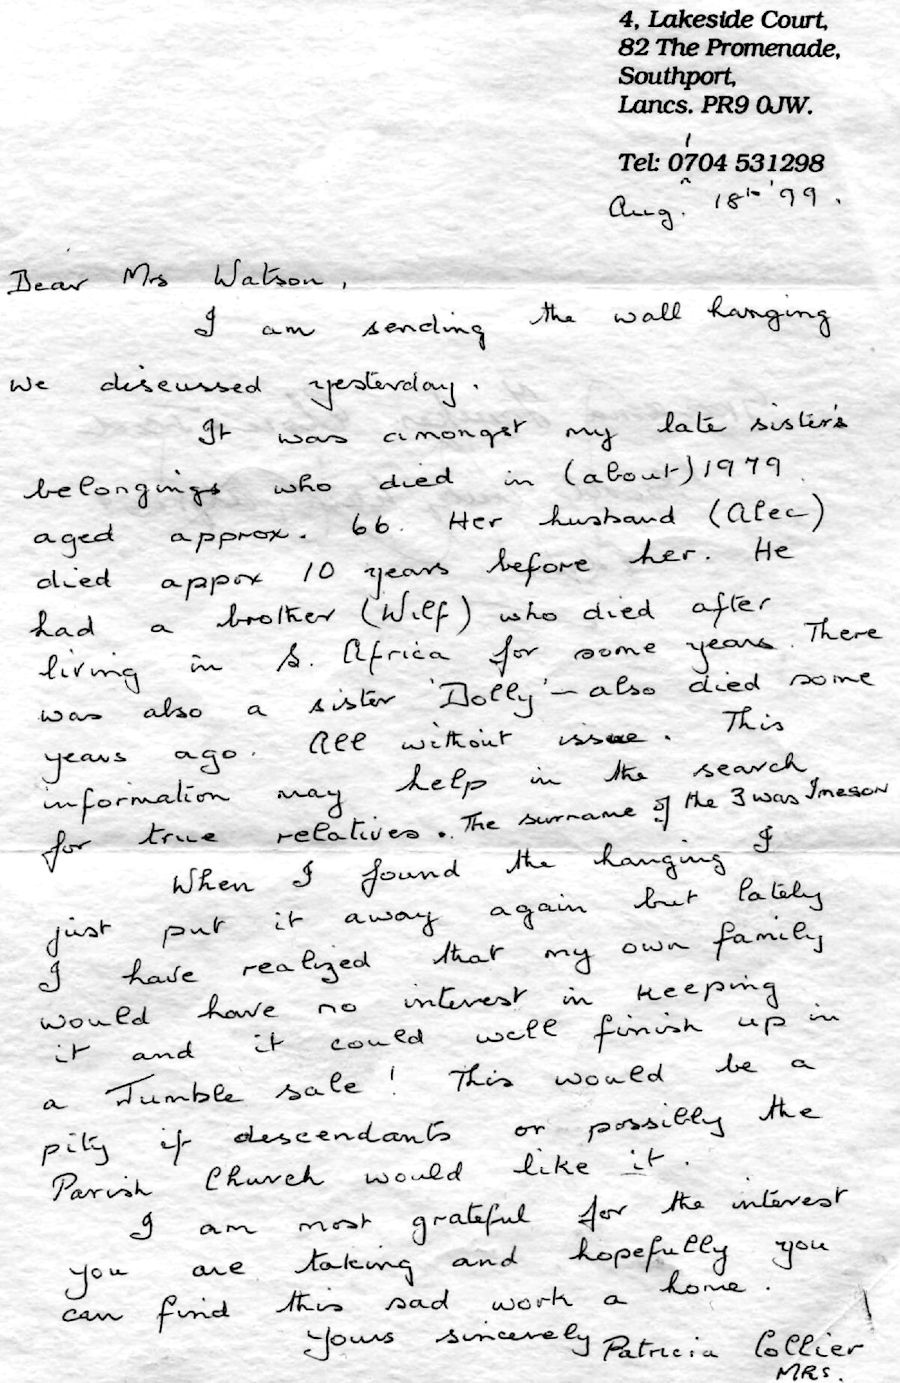 4, Lakeside Court,
82 The Promenade,
Southport,
Lancs. PR9 0JW.
Tel: 01704 531298
Aug. 18th '99.
Dear Mrs Watson,
I am sending the wall hanging
we discussed yesterday.
It was amongst my late sister's
belongings who died in (about) 1979
aged approx. 66. Her husband (Alec)
died appox 10 years before her. He
had a brother (Wilf) who died after
living in S. Africa for some years. There
was also a sister 'Dolly' – also died some
years ago. All without issue. This
information may help in the search
for true relatives. The surname of the 3 was Imeson
When I found the hanging I
just put it away again but lately
I have realized that my own family
would have no interest in keeping
it and it could well finish up in
a Jumble sale! This would be a
pity if descendants or possibly the
Parish Church would like it.
I am most grateful for the interest
you are taking and hopefully you
can find this sad work a home.
Yours sincerely Patricia Collier
MRS.